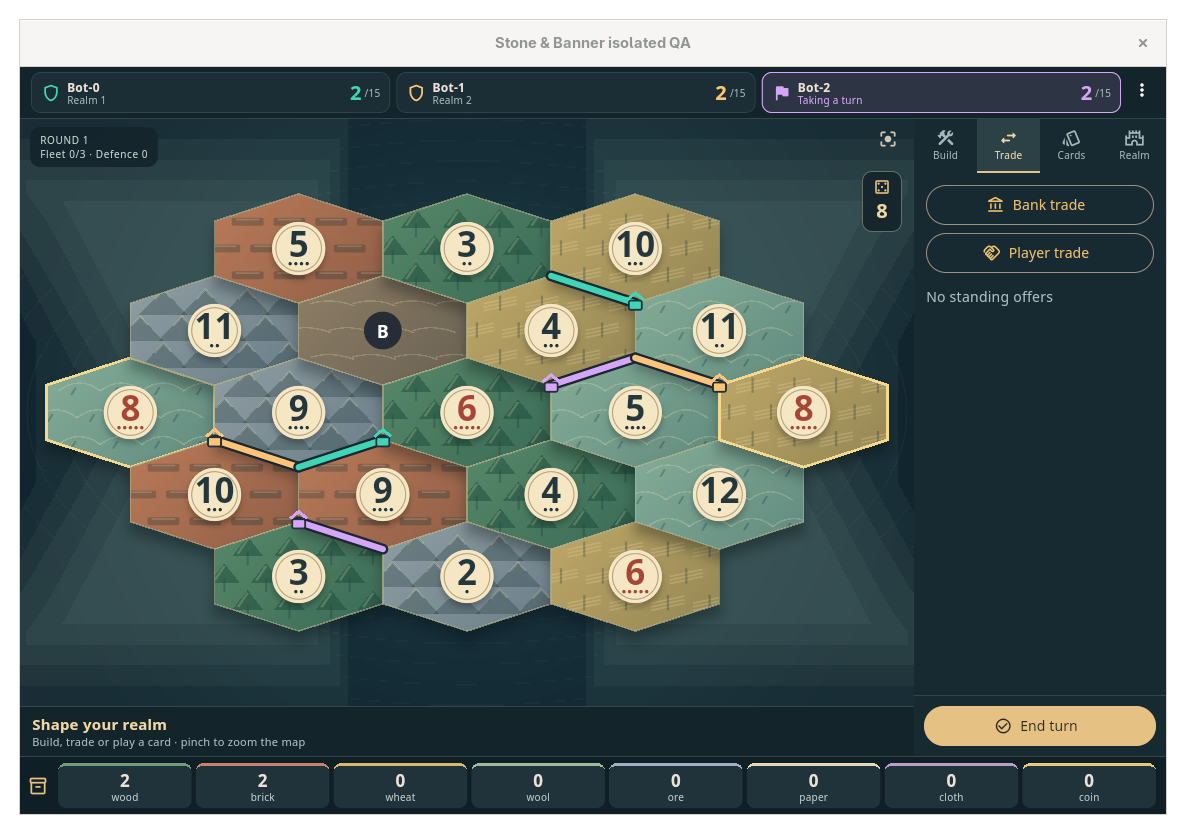 Stone & Banner isolated QA
Bot-0
Realm 1
2 /15
Bot-1
Realm 2
2 /15
Bot-2
Taking a turn
2 /15
ROUND 1
Fleet 0/3 · Defence 0
Build
Trade
Cards
Realm
8
Bank trade
Player trade
No standing offers
5
3
10
11
B
4
11
8
9
6
5
8
10
9
4
12
3
2
6
Shape your realm
Build, trade or play a card · pinch to zoom the map
End turn
2
wood
2
brick
0
wheat
0
wool
0
ore
0
paper
0
cloth
0
coin